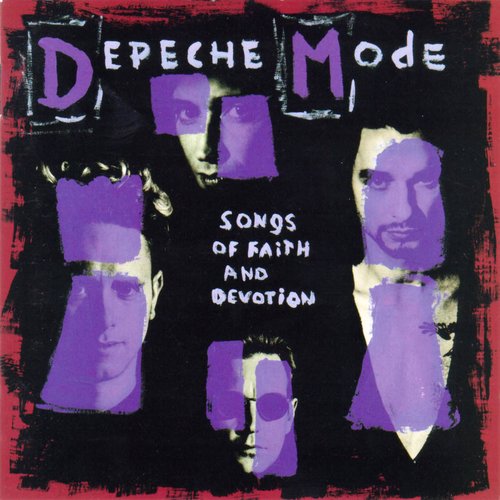 DEPECHE MODE
SONGS
OF FAITH
AND
DEVOTION